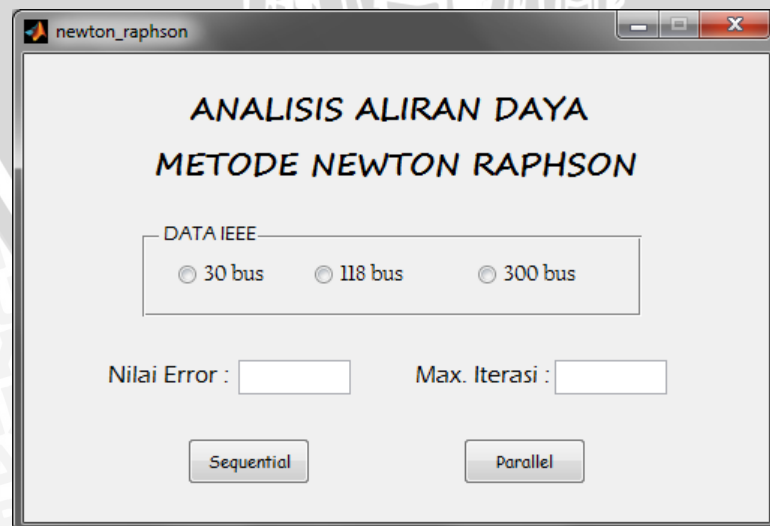 newton_raphson
ANALISIS ALIRAN DAYA
METODE NEWTON RAPHSON
DATA IEEE
30 bus 118 bus 300 bus
Nilai Error : Max. Iterasi :
Sequential Parallel